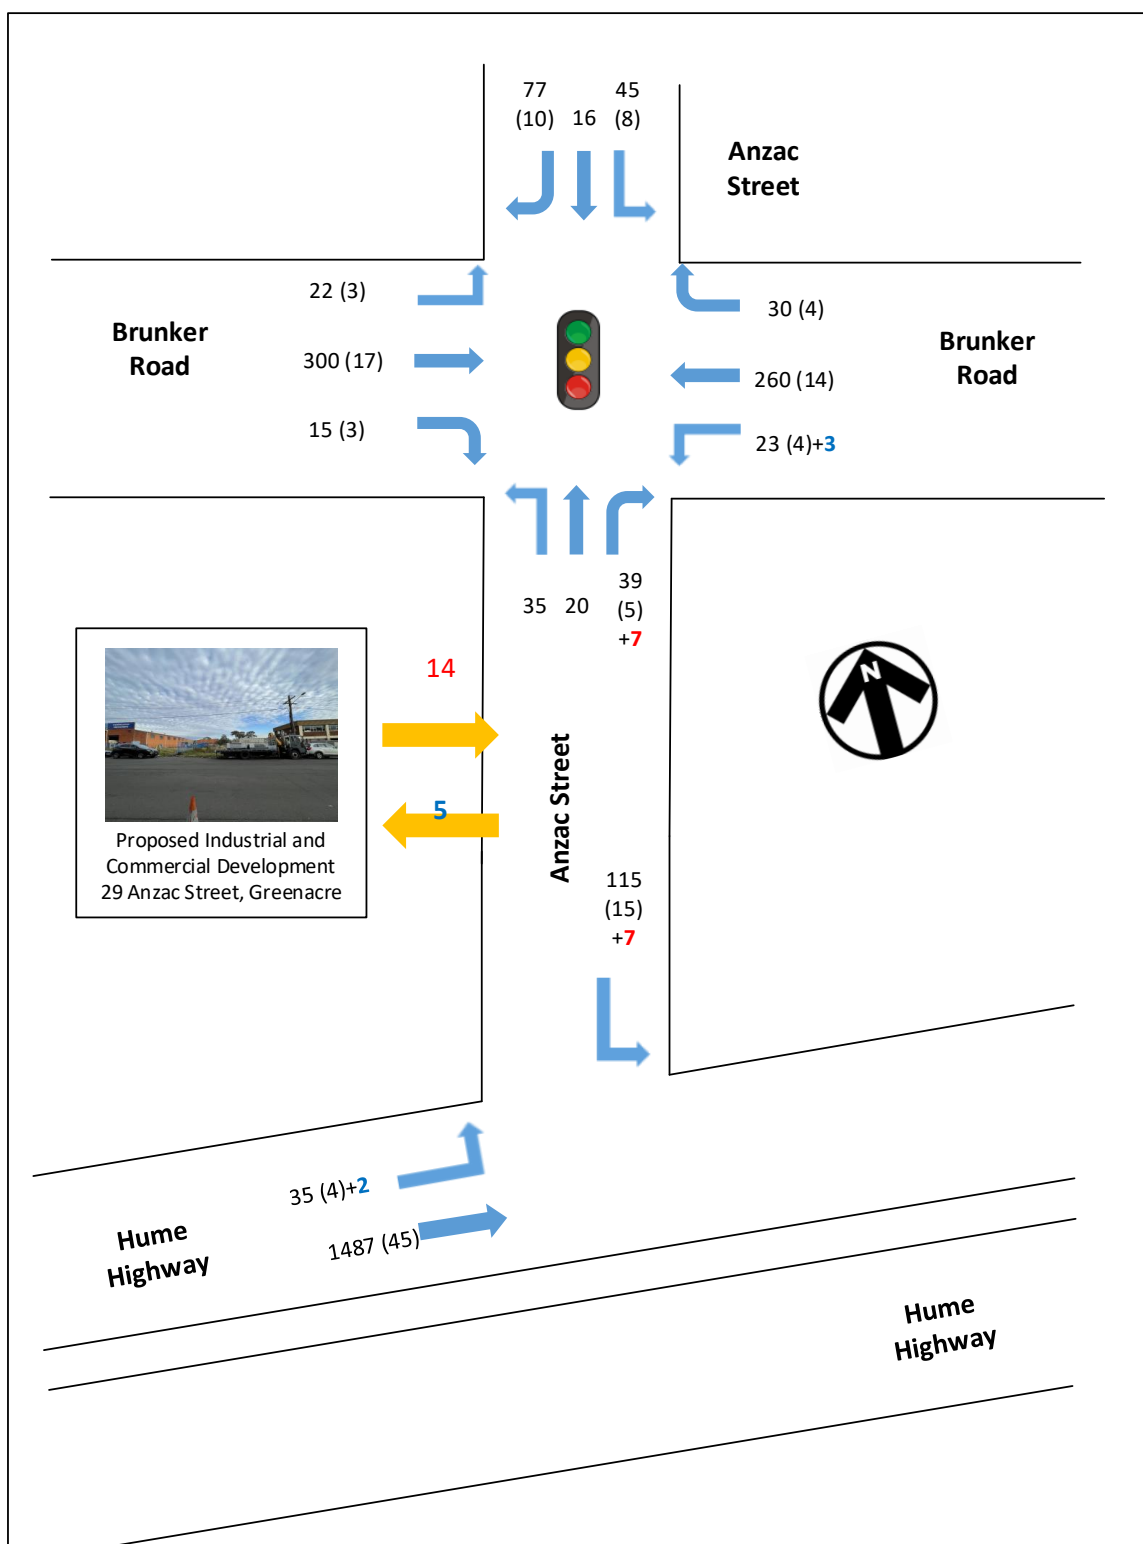 77
(10)
16
45
(8)
Anzac
Street
22 (3)
30 (4)
Brunker
Road
300 (17)
260 (14)
Brunker
Road
15 (3)
23 (4)+3
35
20
39
(5)
+7
14
N
5
Anzac Street
Proposed Industrial and
Commercial Development
29 Anzac Street, Greenacre
115
(15)
+7
35 (4)+2
1487 (45)
Hume
Highway
Hume
Highway